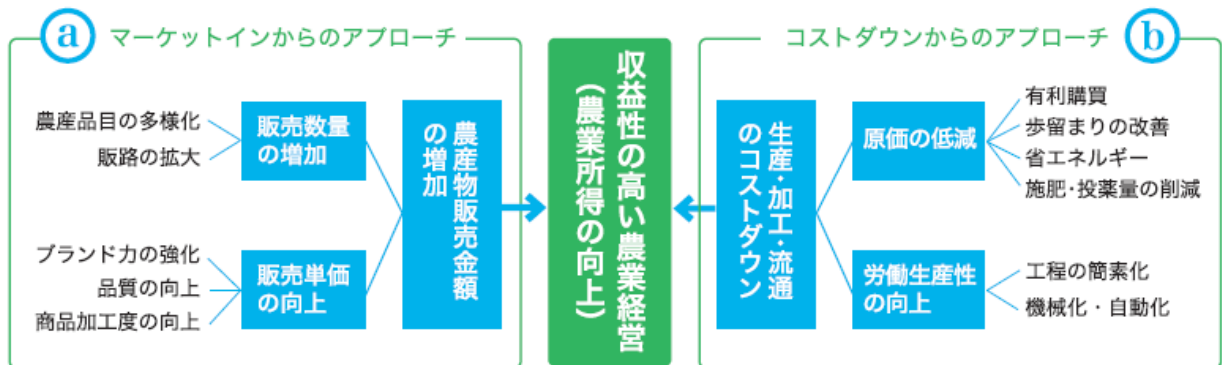 a マーケットインからのアプローチ
農産品目の多様化
販路の拡大
販売数量
の増加
ブランド力の強化
品質の向上
商品加工度の向上
販売単価
の向上
農産物販売金額
の増加
収益性の高い農業経営
(農業所得の向上)
コストダウンからのアプローチ b
生産・加工・流通
のコストダウン
原価の低減
有利購買
歩留まりの改善
省エネルギー
施肥・投薬量の削減
労働生産性
の向上
工程の簡素化
機械化・自動化